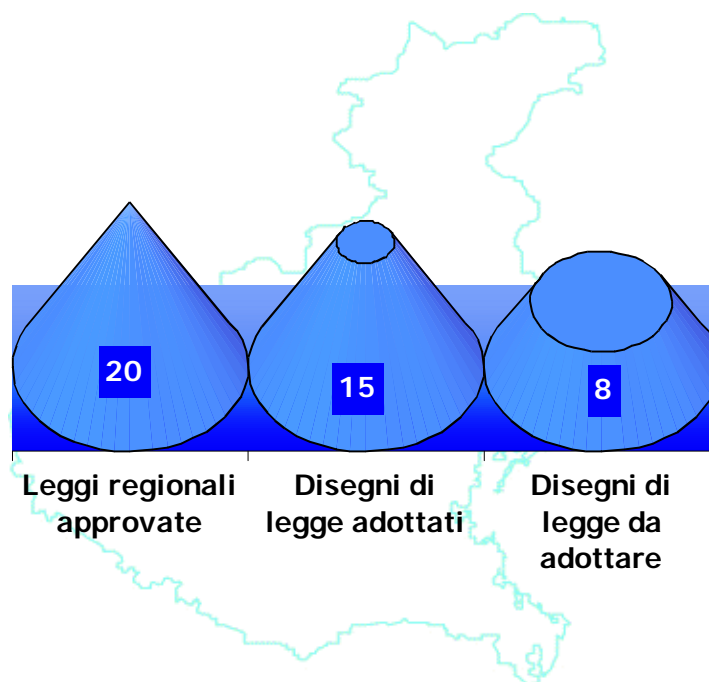 20
15
8
Leggi regionali
approvate
Disegni di
legge adottati
Disegni di
legge da
adottare